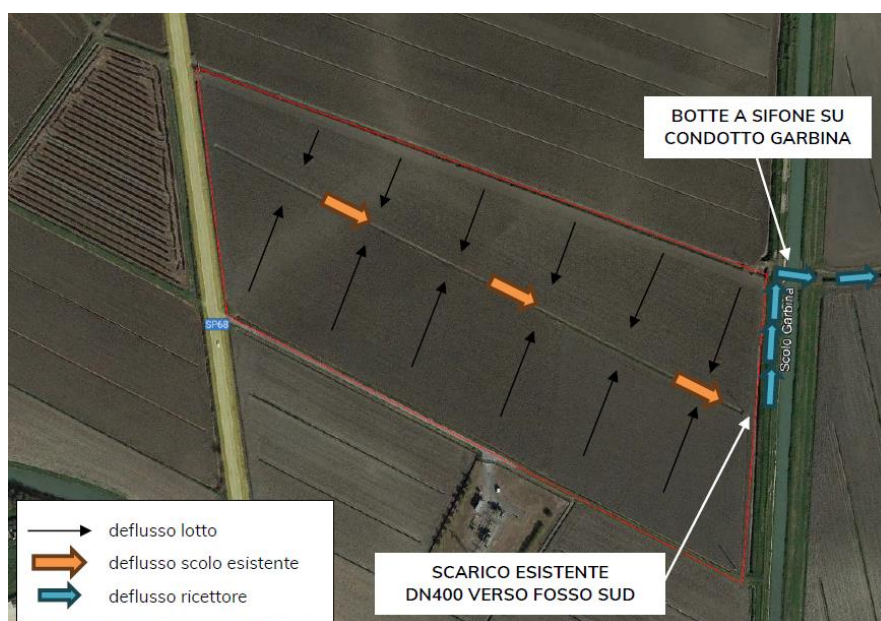 BOTTE A SIFONE SU
CONDOTTO GARBINA
Scolo Garbina
SP68
deflusso lotto
deflusso scolo esistente
deflusso ricettore
SCARICO ESISTENTE
DN400 VERSO FOSSO SUD